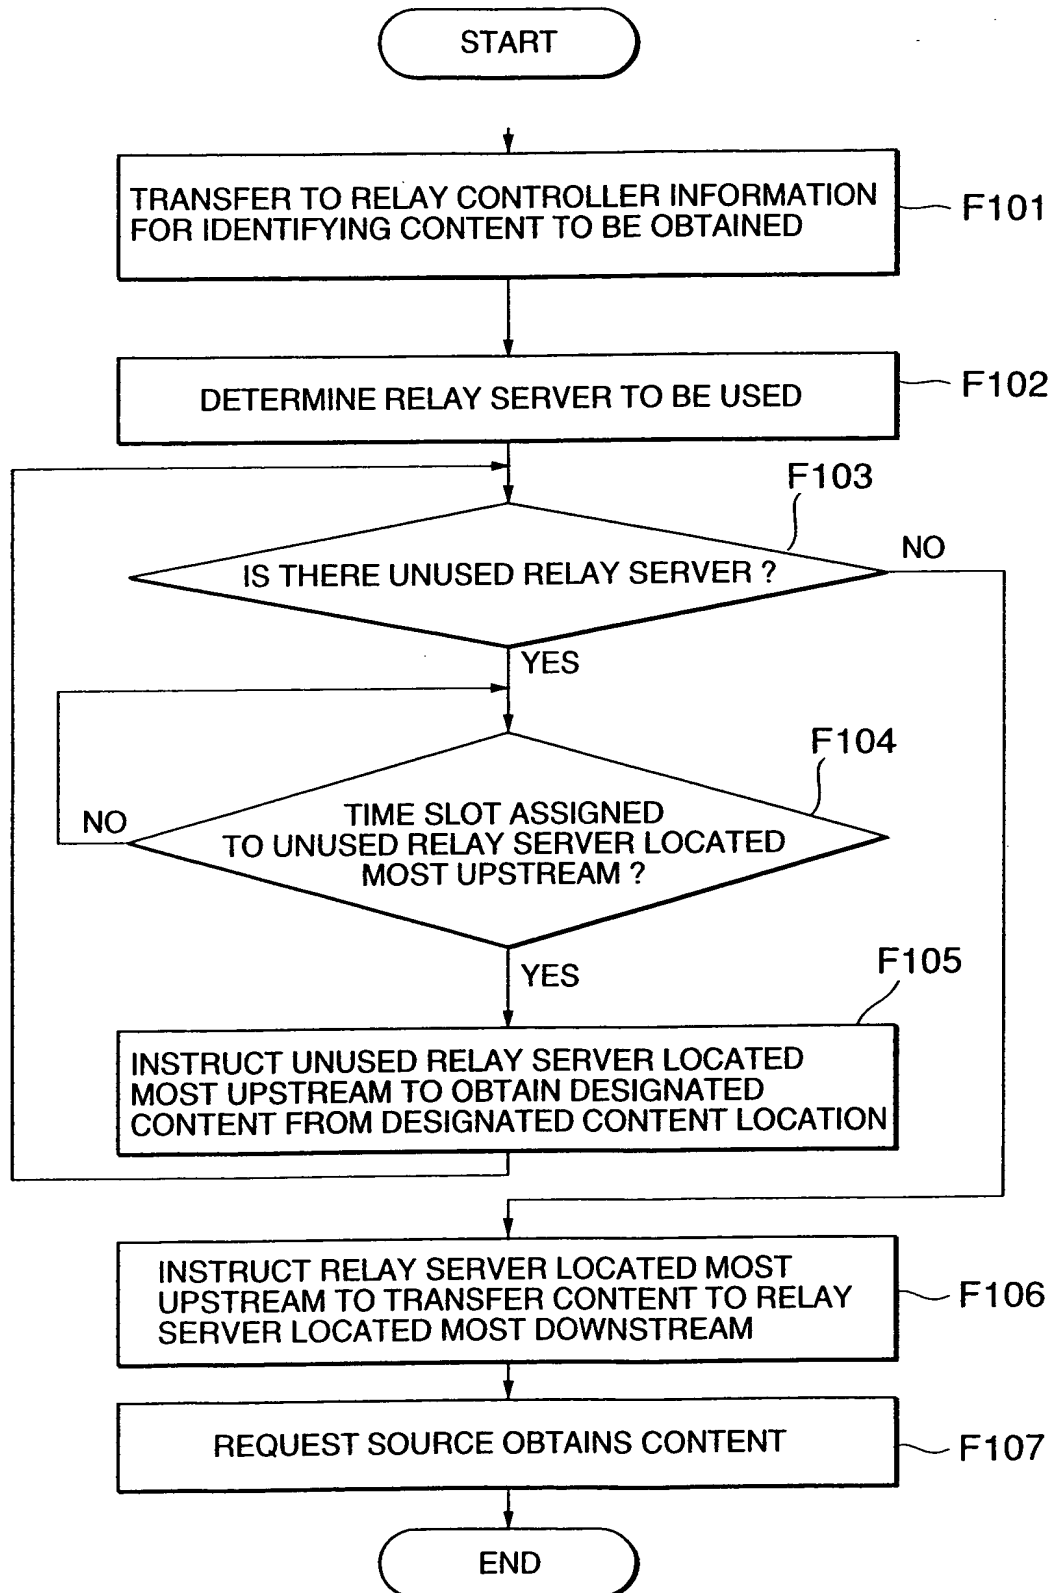 START
TRANSFER TO RELAY CONTROLLER INFORMATION
FOR IDENTIFYING CONTENT TO BE OBTAINED
F101
DETERMINE RELAY SERVER TO BE USED
F102
F103
IS THERE UNUSED RELAY SERVER ?
NO
YES
F104
TIME SLOT ASSIGNED
TO UNUSED RELAY SERVER LOCATED
MOST UPSTREAM ?
NO
YES
F105
INSTRUCT UNUSED RELAY SERVER LOCATED
MOST UPSTREAM TO OBTAIN DESIGNATED
CONTENT FROM DESIGNATED CONTENT LOCATION
INSTRUCT RELAY SERVER LOCATED MOST
UPSTREAM TO TRANSFER CONTENT TO RELAY
SERVER LOCATED MOST DOWNSTREAM
F106
REQUEST SOURCE OBTAINS CONTENT
F107
END